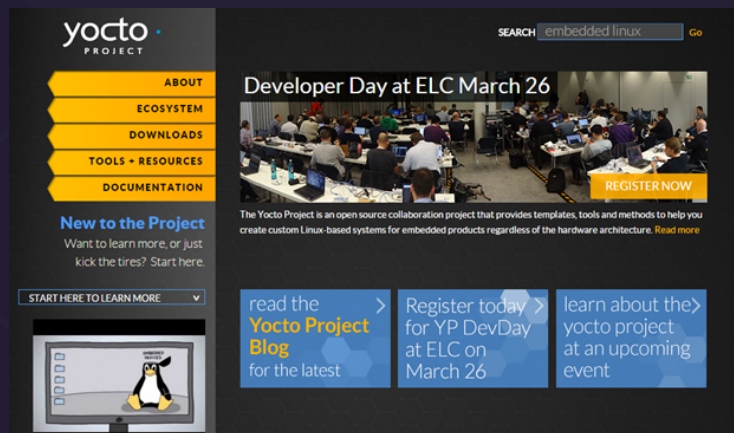 yocto
PROJECT
SEARCH embedded linux Go
ABOUT
ECOSYSTEM
DOWNLOADS
TOOLS + RESOURCES
DOCUMENTATION
New to the Project
Want to learn more, or just
kick the tires? Start here.
START HERE TO LEARN MORE
Developer Day at ELC March 26
REGISTER NOW
The Yocto Project is an open source collaboration project that provides templates, tools and methods to help you
create custom Linux-based systems for embedded products regardless of the hardware architecture. Read more
read the
Yocto Project
Blog
for the latest
Register today
for YP DevDay
at ELC on
March 26
learn about the
yocto project
at an upcoming
event